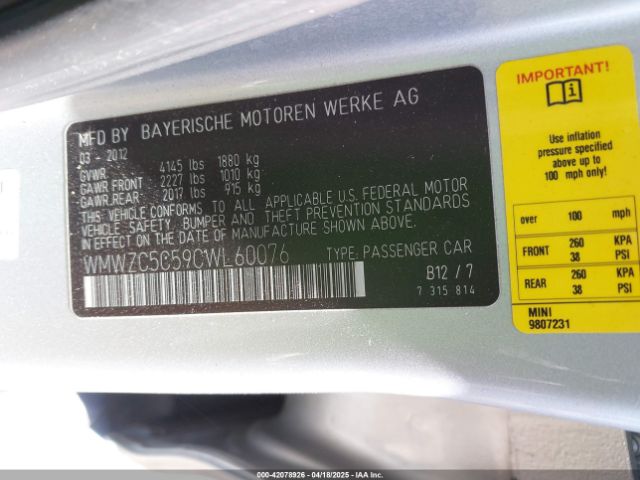 MFD BY BAYERISCHE MOTOREN WERKE AG
03 - 2012
GVWR 4145 lbs 1880 kg
GAWR FRONT 2227 lbs 1010 kg
GAWR REAR 2017 lbs 915 kg
THIS VEHICLE CONFORMS TO ALL APPLICABLE U.S. FEDERAL MOTOR
VEHICLE SAFETY, BUMPER AND THEFT PREVENTION STANDARDS
IN EFFECT ON THE DATE OF MANUFACTURE SHOWN ABOVE.
WMWZC5C59CWL60076 TYPE: PASSENGER CAR
B12 / 7
7 315 814
IMPORTANT!
Use inflation
pressure specified
above up to
100 mph only!
over 100 mph
FRONT 260 KPA
38 PSI
REAR 260 KPA
38 PSI
MINI
9807231
000-42078926 - 04/18/2025 - IAA Inc.